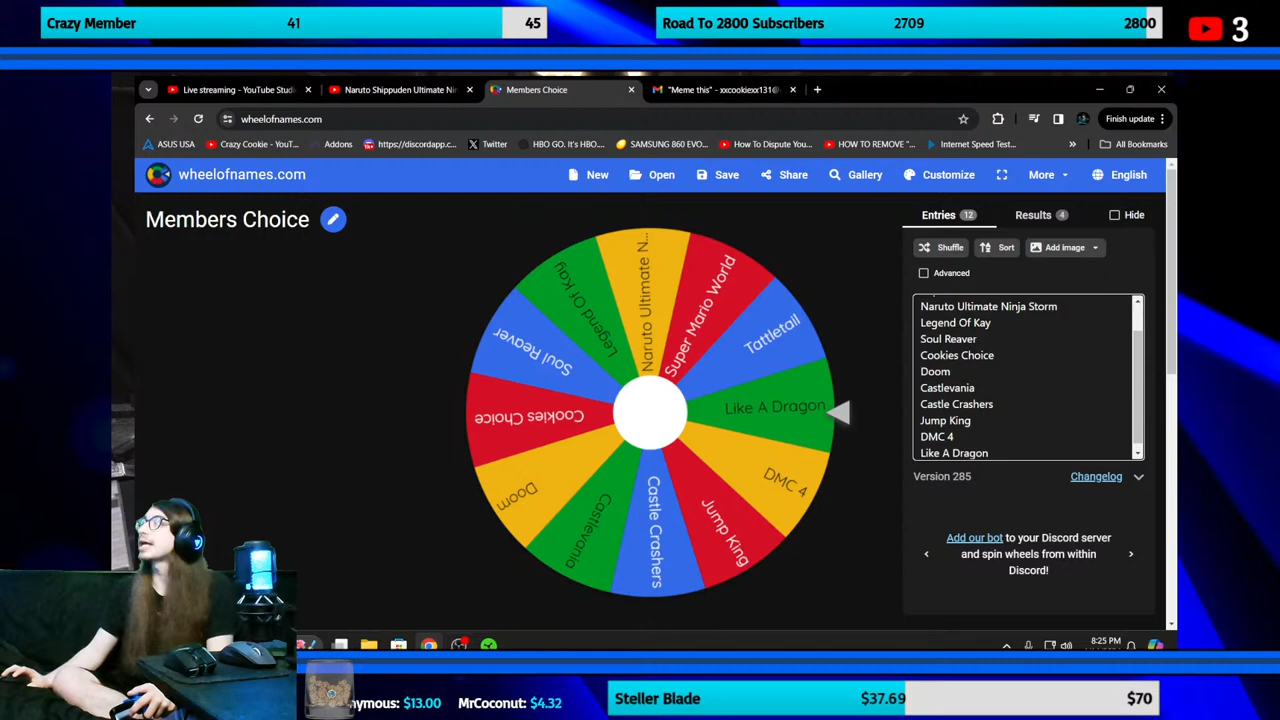 Crazy Member 41 45
Road To 2800 Subscribers 2709 2800
3
Live streaming - YouTube Studi
Naruto Shippuden Ultimate Nin
Members Choice
"Meme this" - xxcookiexx131@
wheelofnames.com
Finish update
ASUS USA
Crazy Cookie - YouT...
Addons
https://discordapp.c...
Twitter
HBO GO. It's HBO....
SAMSUNG 860 EVO...
How To Dispute You...
HOW TO REMOVE "...
Internet Speed Test...
All Bookmarks
wheelofnames.com
New
Open
Save
Share
Gallery
Customize
More
English
Members Choice
Entries 12
Results 4
Hide
Shuffle
Sort
Add image
Advanced
Naruto Ultimate Ninja Storm
Legend Of Kay
Soul Reaver
Cookies Choice
Doom
Castlevania
Castle Crashers
Jump King
DMC 4
Like A Dragon
Naruto Ultimate N...
Super Mario World
Tattletail
Like A Dragon
DMC 4
Jump King
Castle Crashers
Castlevania
Doom
Cookies Choice
Soul Reaver
Legend Of Kay
Version 285
Changelog
Add our bot to your Discord server
and spin wheels from within
Discord!
8:25 PM
nymous: $13.00
MrCoconut: $4.32
Steller Blade $37.69 $70